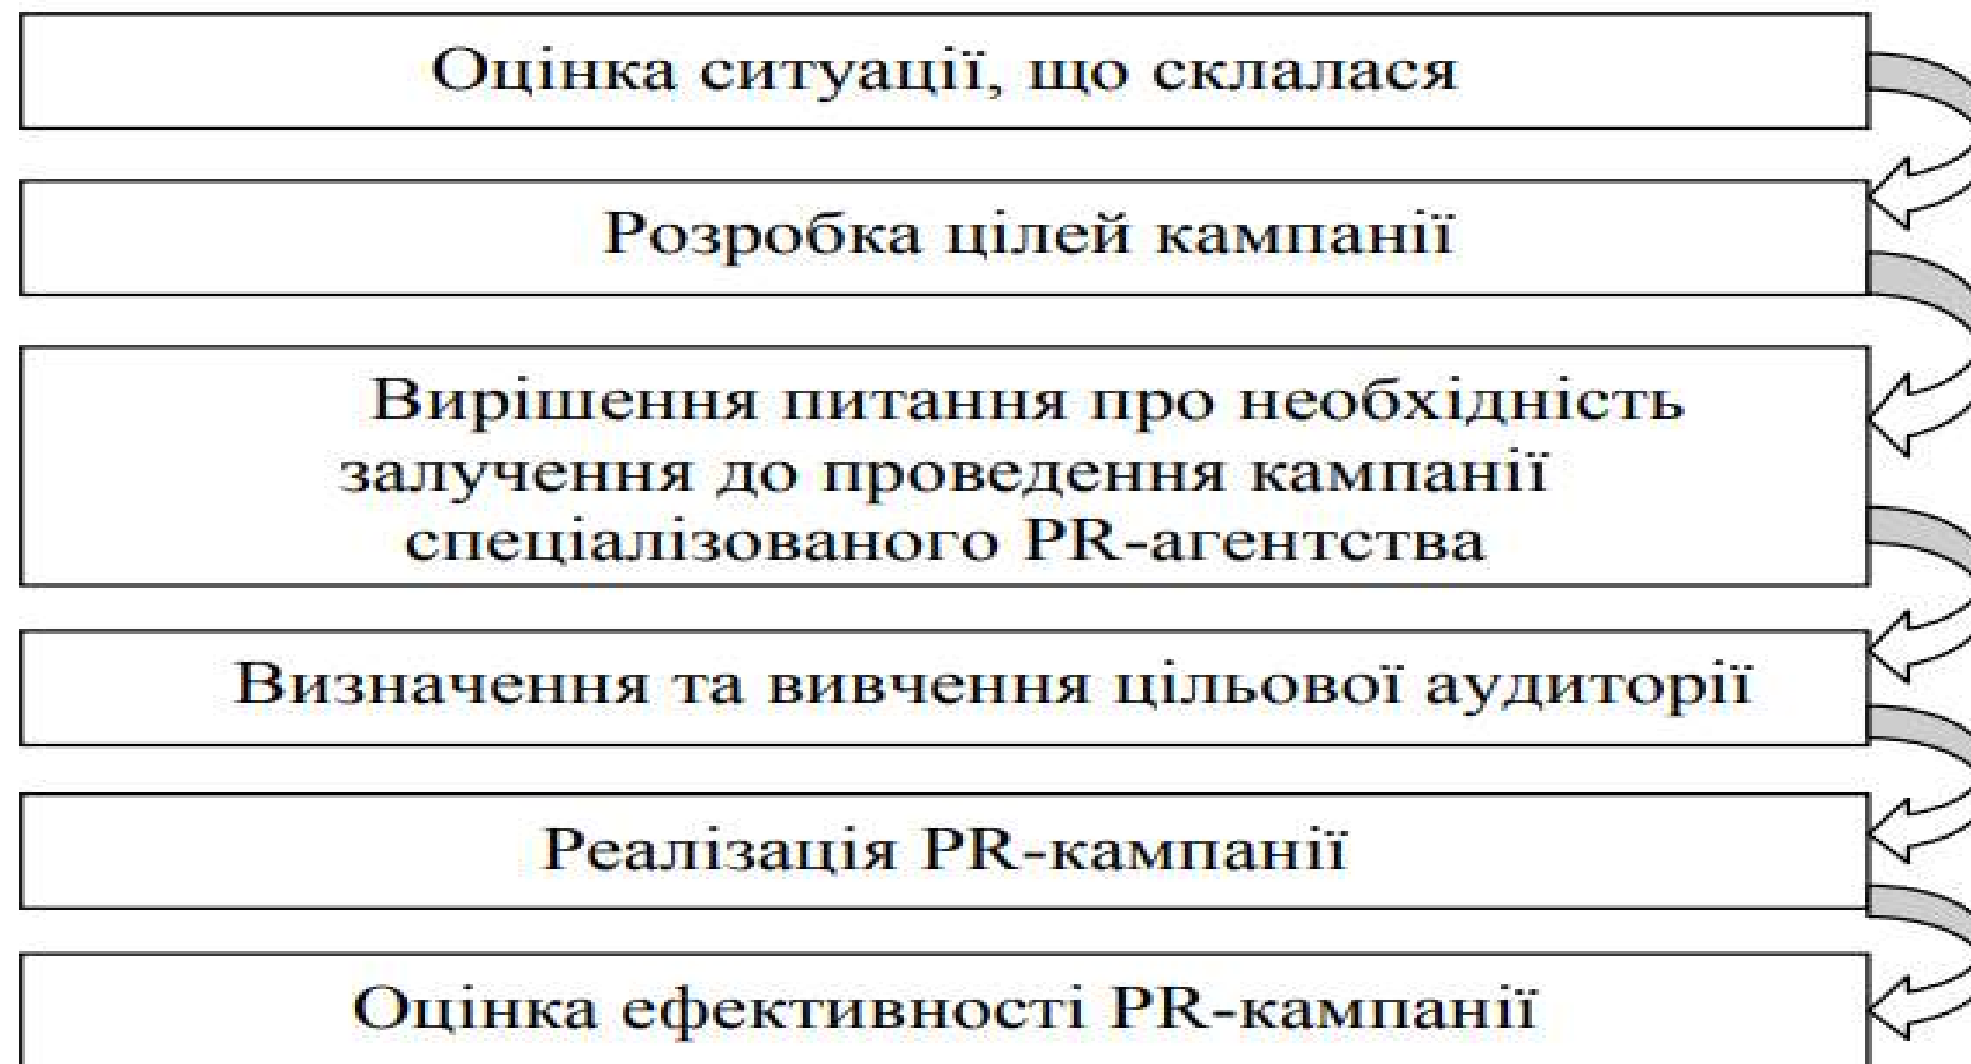 Оцінка ситуації, що склалася
Розробка цілей кампанії
Вирішення питання про необхідність
залучення до проведення кампанії
спеціалізованого PR-агентства
Визначення та вивчення цільової аудиторії
Реалізація PR-кампанії
Оцінка ефективності PR-кампанії